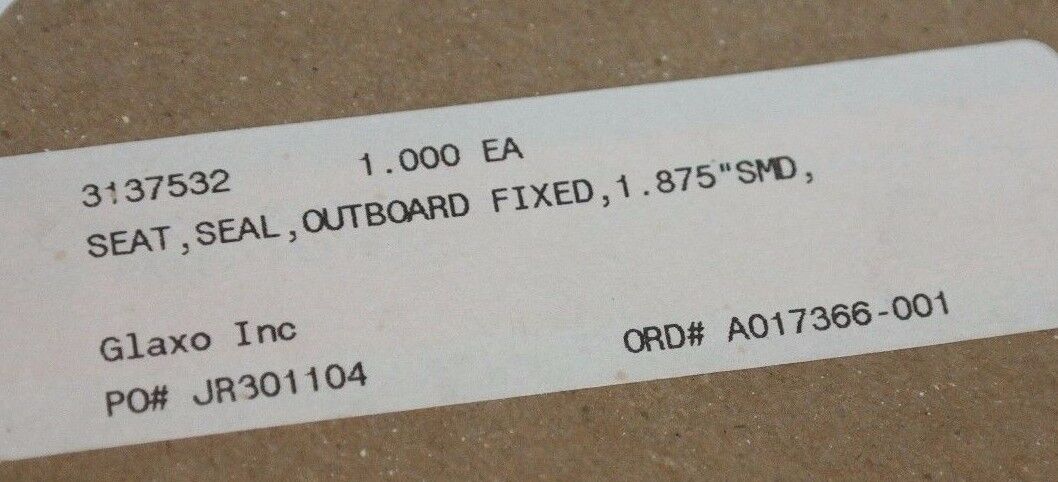 3137532 1.000 EA
SEAT,SEAL,OUTBOARD FIXED,1.875"SMD,
Glaxo Inc
PO# JR301104 ORD# A017366-001